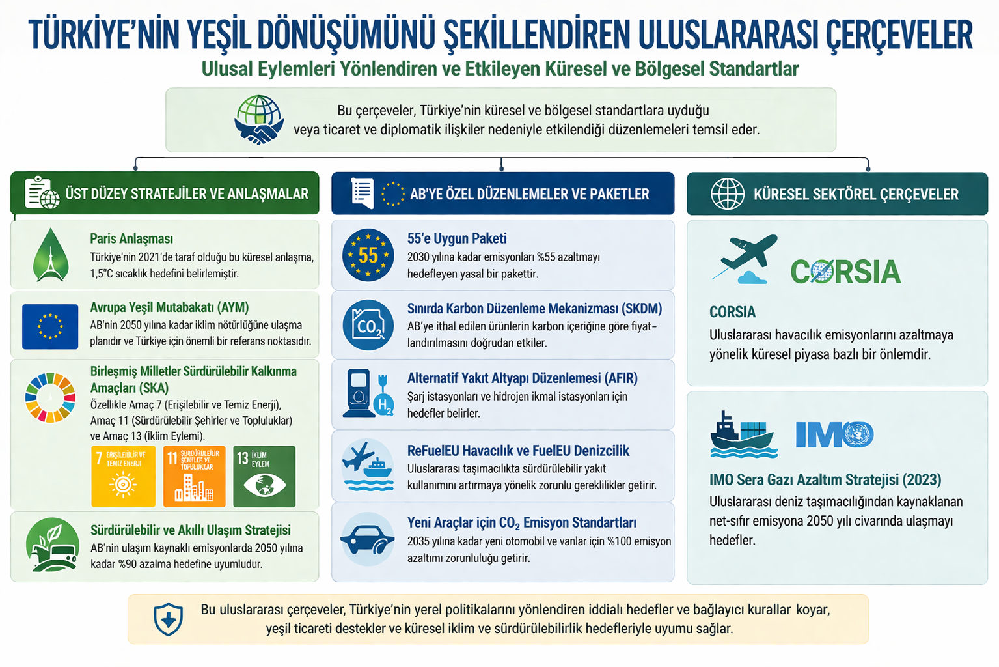 TÜRKİYE’NİN YEŞİL DÖNÜŞÜMÜNÜ ŞEKİLLENDİREN ULUSLARARASI ÇERÇEVELER
Ulusal Eylemleri Yönlendiren ve Etkileyen Küresel ve Bölgesel Standartlar
Bu çerçeveler, Türkiye’nin küresel ve bölgesel standartlara uyduğu
veya ticaret ve diplomatik ilişkiler nedeniyle etkilendiği düzenlemeleri temsil eder.
ÜST DÜZEY STRATEJİLER VE ANLAŞMALAR
Paris Anlaşması
Türkiye’nin 2021’de taraf olduğu bu küresel anlaşma,
1,5°C sıcaklık hedefini belirlemiştir.
Avrupa Yeşil Mutabakatı (AYM)
AB’nin 2050 yılına kadar iklim nötürlüğüne ulaşma
planıdır ve Türkiye için önemli bir referans noktasıdır.
Birleşmiş Milletler Sürdürülebilir Kalkınma
Amaçları (SKA)
Özellikle Amaç 7 (Erişilebilir ve Temiz Enerji),
Amaç 11 (Sürdürülebilir Şehirler ve Topluluklar)
ve Amaç 13 (İklim Eylemi).
7 ERİŞİLEBİLİR VE
TEMİZ ENERJİ
11
13 İKLİM
EYLEM
Sürdürülebilir ve Akıllı Ulaşım Stratejisi
AB’nin ulaşım kaynaklı emisyonlarda 2050 yılına
kadar %90 azalma hedefine uyumludur.
AB’YE ÖZEL DÜZENLEMELER VE PAKETLER
55
55’e Uygun Paketi
2030 yılına kadar emisyonları %55 azaltmayı
hedefleyen yasal bir pakettir.
CO₂
Sınırda Karbon Düzenleme Mekanizması (SKDM)
AB’ye ithal edilen ürünlerin karbon içeriğine göre fiyat–
landırılmasını doğrudan etkiler.
H₂
Alternatif Yakıt Altyapı Düzenlemesi (AFIR)
Şarj istasyonları ve hidrojen ikmal istasyonları için
hedefler belirler.
ReFuelEU Havacılık ve FuelEU Denizcilik
Uluslararası taşımacılıkta sürdürülebilir yakıt
kullanımını artırmaya yönelik zorunlu gereklilikler getirir.
Yeni Araçlar için CO₂ Emisyon Standartları
2035 yılına kadar yeni otomobil ve vanlar için %100 emisyon
azaltımı zorunluluğu getirir.
KÜRESEL SEKTÖREL ÇERÇEVELER
CORSIA
CORSIA
Uluslararası havacılık emisyonlarını azaltmaya
yönelik küresel piyasa bazlı bir önlemdir.
IMO
IMO Sera Gazı Azaltım Stratejisi (2023)
Uluslararası deniz taşımacılığından kaynaklanan
net-sıfır emisyona 2050 yılı civarında ulaşmayı
hedefler.
Bu uluslararası çerçeveler, Türkiye’nin yerel politikalarını yönlendiren iddialı hedefler ve bağlayıcı kurallar koyar,
yeşil ticareti destekler ve küresel iklim ve sürdürülebilirlik hedefleriyle uyumu sağlar.